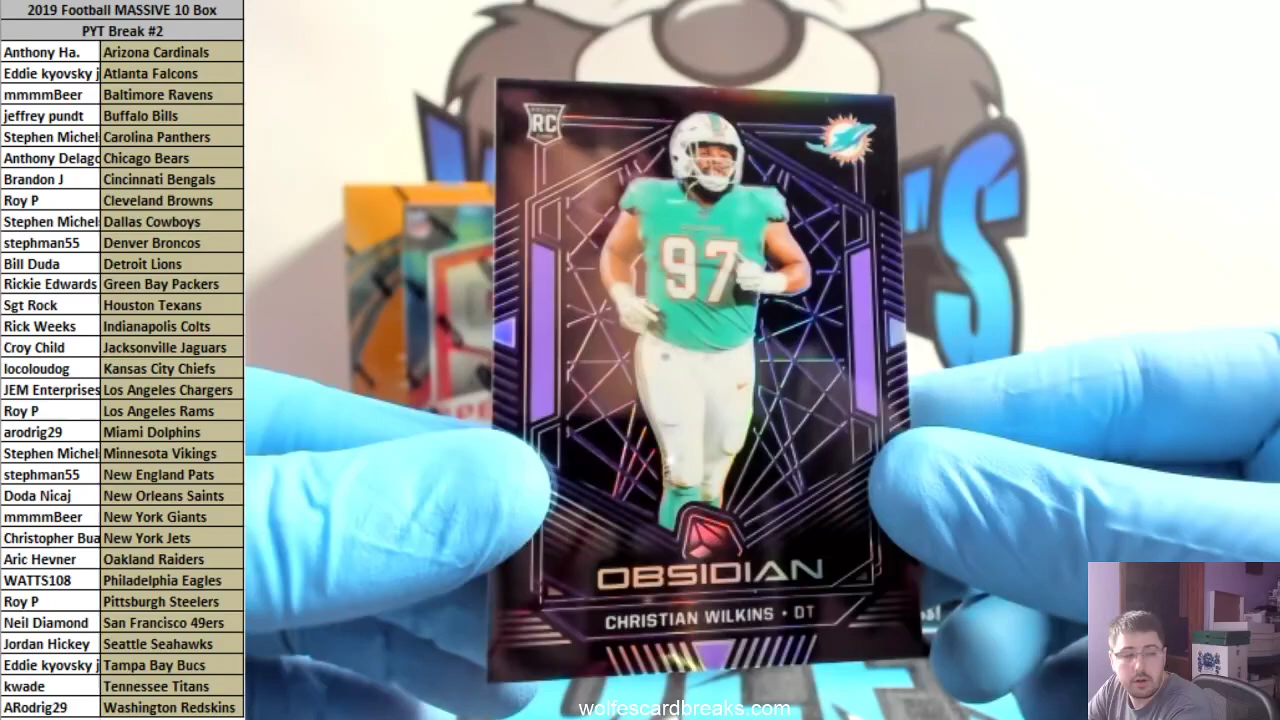 2019 Football MASSIVE 10 Box
PYT Break #2
Anthony Ha. Arizona Cardinals
Eddie kyovsky j Atlanta Falcons
mmmmBeer Baltimore Ravens
jeffrey pundt Buffalo Bills
Stephen Michel Carolina Panthers
Anthony Delago Chicago Bears
Brandon J Cincinnati Bengals
Roy P Cleveland Browns
Stephen Michel Dallas Cowboys
stephman55 Denver Broncos
Bill Duda Detroit Lions
Rickie Edwards Green Bay Packers
Sgt Rock Houston Texans
Rick Weeks Indianapolis Colts
Croy Child Jacksonville Jaguars
locoloudog Kansas City Chiefs
JEM Enterprises Los Angeles Chargers
Roy P Los Angeles Rams
arodrig29 Miami Dolphins
Stephen Michel Minnesota Vikings
stephman55 New England Pats
Doda Nicaj New Orleans Saints
mmmmBeer New York Giants
Christopher Bua New York Jets
Aric Hevner Oakland Raiders
WATTS108 Philadelphia Eagles
Roy P Pittsburgh Steelers
Neil Diamond San Francisco 49ers
Jordan Hickey Seattle Seahawks
Eddie kyovsky j Tampa Bay Bucs
kwade Tennessee Titans
ARodrig29 Washington Redskins
RC
97
OBSIDIAN
CHRISTIAN WILKINS • DT
wolfescardbreaks.com